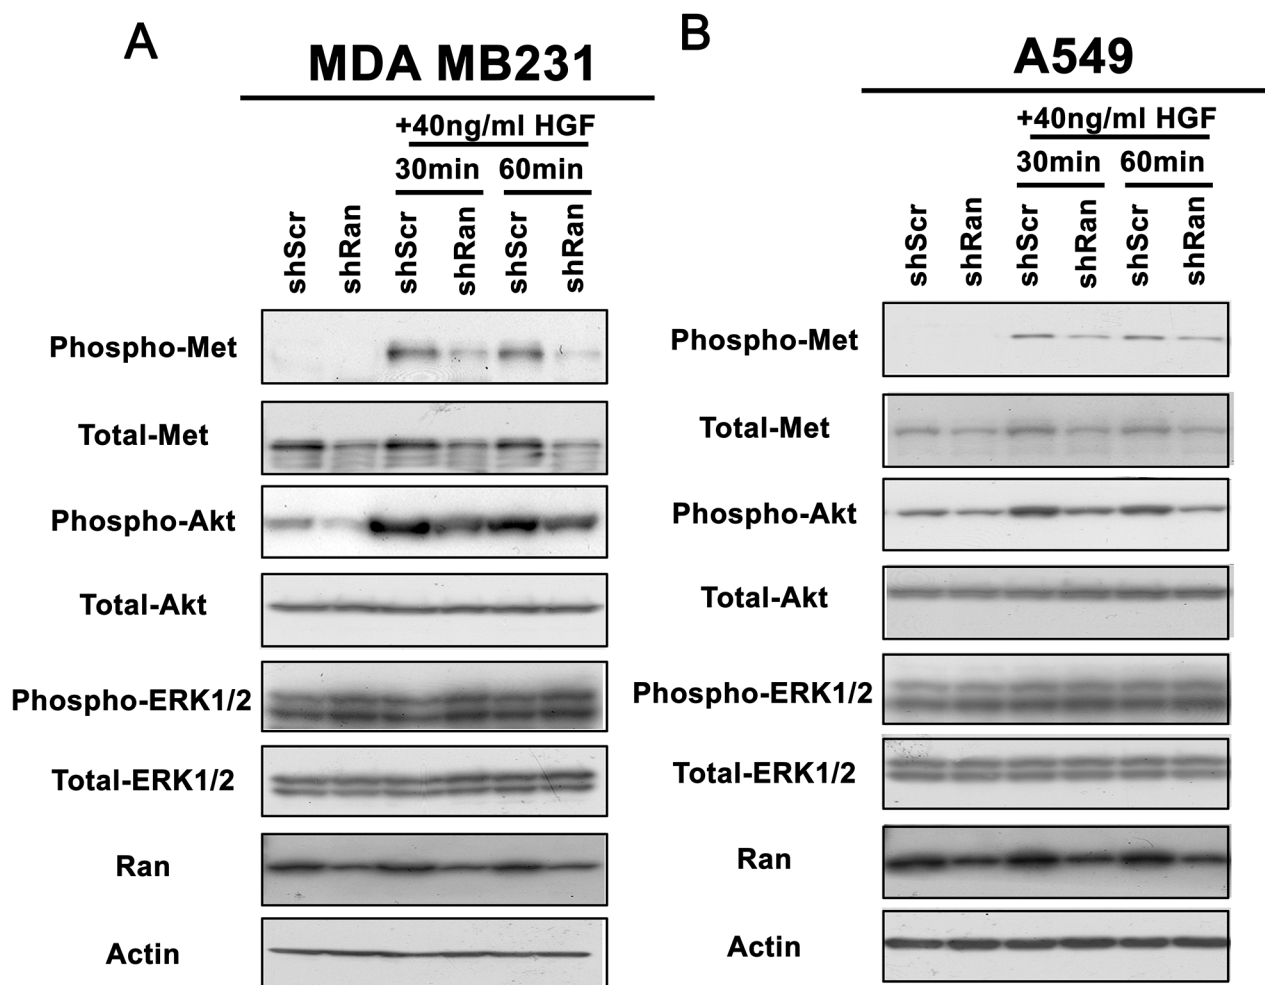 A
MDA MB231
+40ng/ml HGF
30min 60min
shScr shRan shScr shRan shScr shRan
Phospho-Met
Total-Met
Phospho-Akt
Total-Akt
Phospho-ERK1/2
Total-ERK1/2
Ran
Actin
B
A549
+40ng/ml HGF
30min 60min
shScr shRan shScr shRan shScr shRan
Phospho-Met
Total-Met
Phospho-Akt
Total-Akt
Phospho-ERK1/2
Total-ERK1/2
Ran
Actin